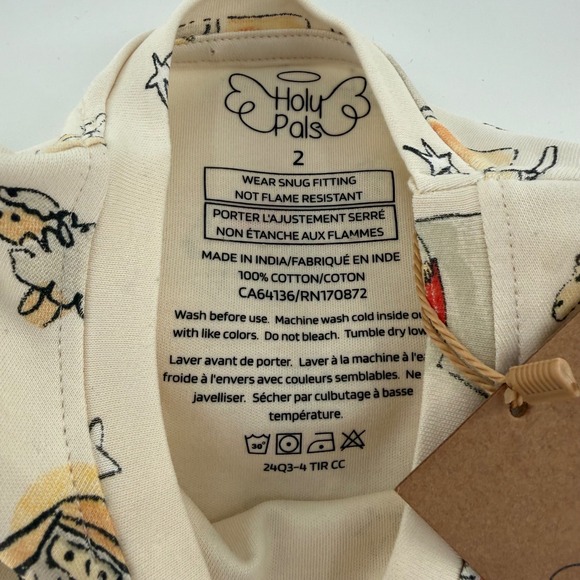 Holy
Pals
2
WEAR SNUG FITTING
NOT FLAME RESISTANT
PORTER L'AJUSTEMENT SERRÉ
NON ÉTANCHE AUX FLAMMES
MADE IN INDIA/FABRIQUÉ EN INDE
100% COTTON/COTON
CA64136/RN170872
Wash before use. Machine wash cold inside
with like colors. Do not bleach. Tumble dry
Laver avant de porter. Laver à la machine à
froide à l'envers avec couleurs semblables. Ne
javelliser. Sécher par culbutage à basse
température.
30°
24Q3-4 TIR CC